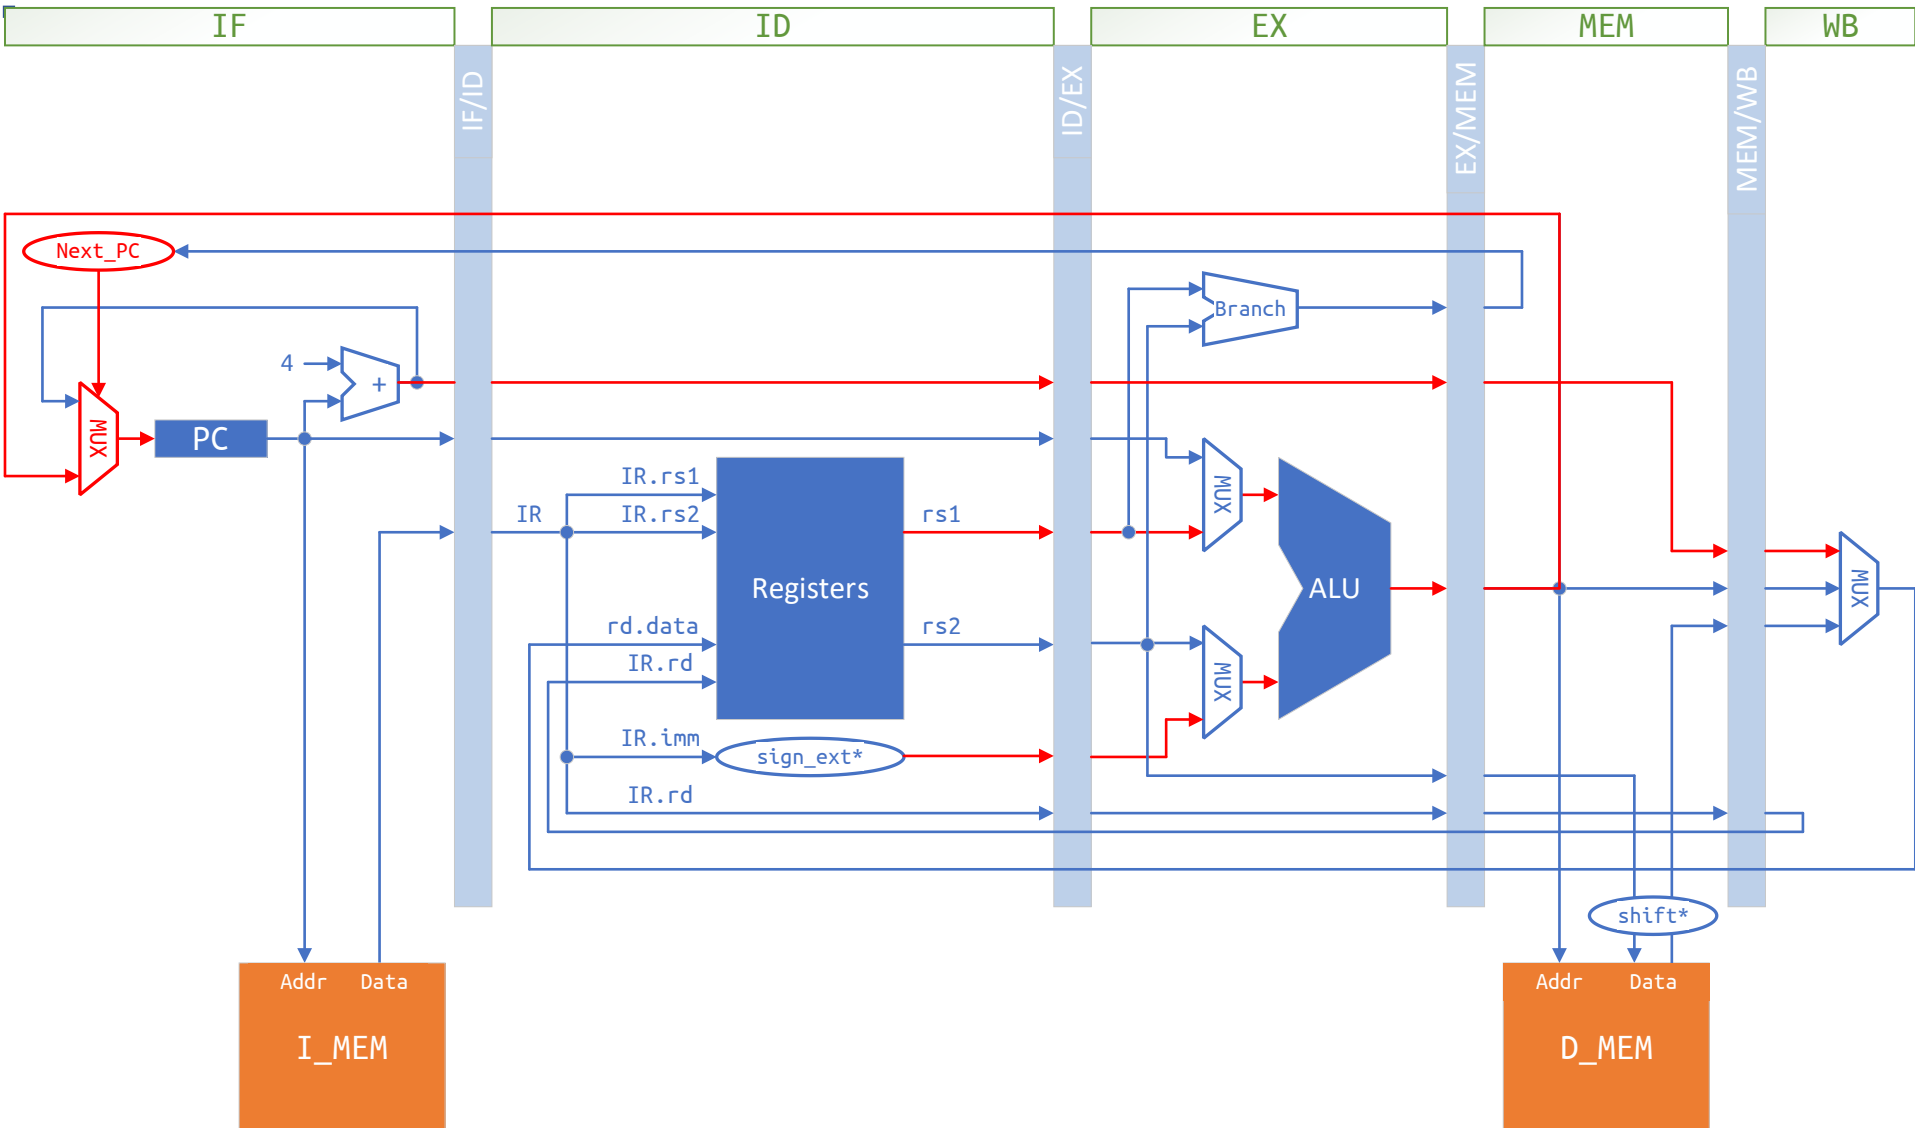 IF
ID
EX
MEM
WB
IF/ID
ID/EX
EX/MEM
MEM/WB
Next_PC
Branch
4
+
MUX
PC
MUX
IR.rs1
IR
IR.rs2
rs1
Registers
ALU
MUX
rd.data
rs2
IR.rd
MUX
IR.imm
sign_ext*
IR.rd
shift*
Addr
Data
I_MEM
Addr
Data
D_MEM